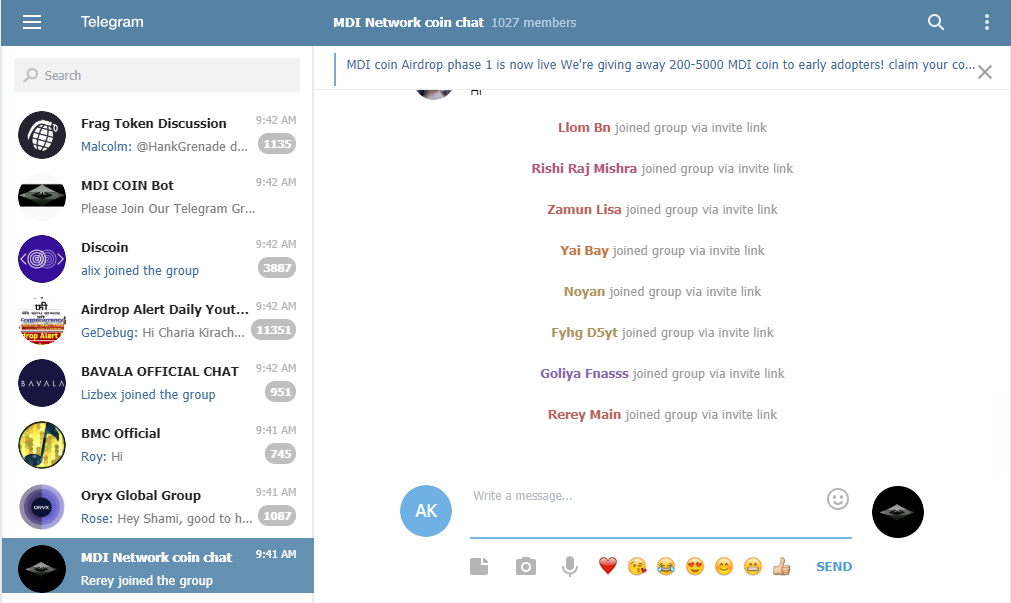 Telegram
MDI Network coin chat 1027 members
Search
MDI coin Airdrop phase 1 is now live We're giving away 200-5000 MDI coin to early adopters! claim your co...
Frag Token Discussion 9:42 AM
Malcolm: @HankGrenade d... 1135
MDI COIN Bot 9:42 AM
Please Join Our Telegram Gr...
Discoin 9:42 AM
alix joined the group 3887
Airdrop Alert Daily Yout... 9:42 AM
GeDebug: Hi Charia Kirach... 11351
फ्री
Cryptocurrency
drop Alert
BAVALA OFFICIAL CHAT 9:42 AM
Lizbex joined the group 951
BAVALA
BMC Official 9:41 AM
Roy: Hi 745
Oryx Global Group 9:41 AM
Rose: Hey Shami, good to h... 1087
ONYX
MDI Network coin chat 9:41 AM
Rerey joined the group
Hi
Llom Bn joined group via invite link
Rishi Raj Mishra joined group via invite link
Zamun Lisa joined group via invite link
Yai Bay joined group via invite link
Noyan joined group via invite link
Fyhg D5yt joined group via invite link
Goliya Fnasss joined group via invite link
Rerey Main joined group via invite link
AK
Write a message...
SEND